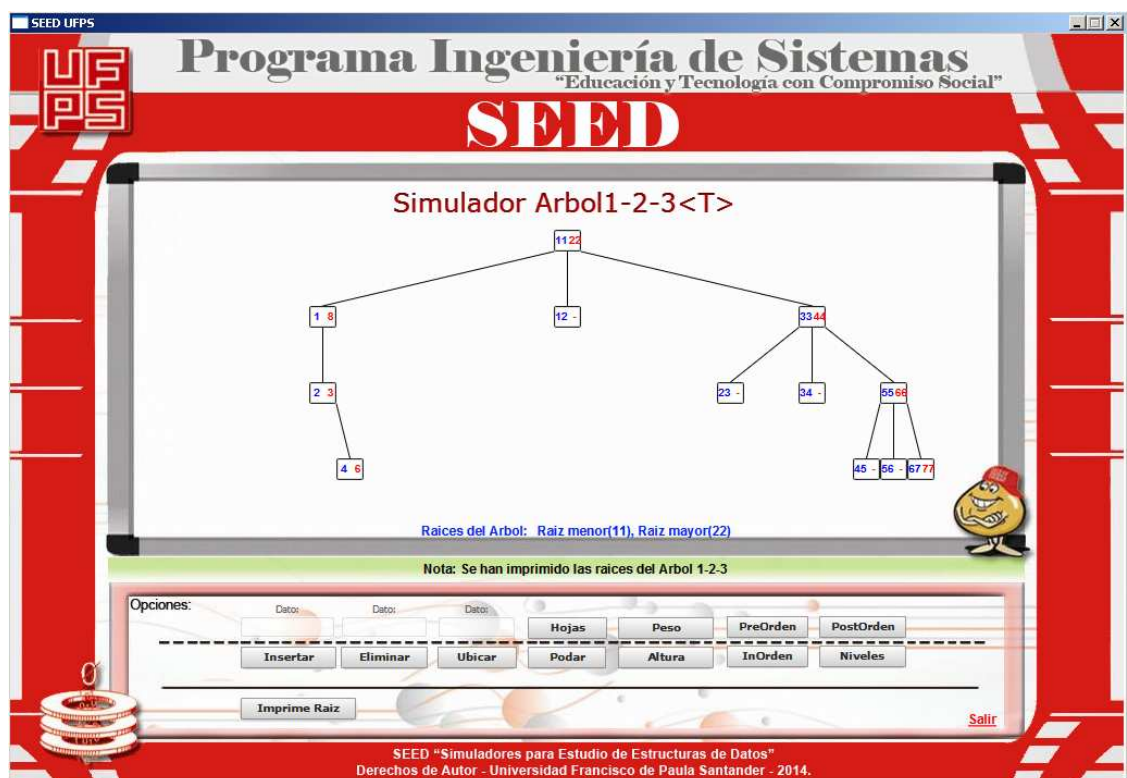 SEED UFPS
UF
PS
Programa Ingeniería de Sistemas
“Educación y Tecnología con Compromiso Social”
SEED
Simulador Arbol1-2-3<T>
11 22
1 8
12 -
33 44
2 3
23 -
34 -
55 66
4 6
45 -
56 -
67 77
Raices del Arbol: Raiz menor(11), Raiz mayor(22)
Nota: Se han imprimido las raices del Arbol 1-2-3
Opciones:
Dato: Dato: Dato:
Hojas Peso PreOrden PostOrden
Insertar Eliminar Ubicar Podar Altura InOrden Niveles
Imprime Raiz
Salir
SEED “Simuladores para Estudio de Estructuras de Datos”
Derechos de Autor - Universidad Francisco de Paula Santander - 2014.